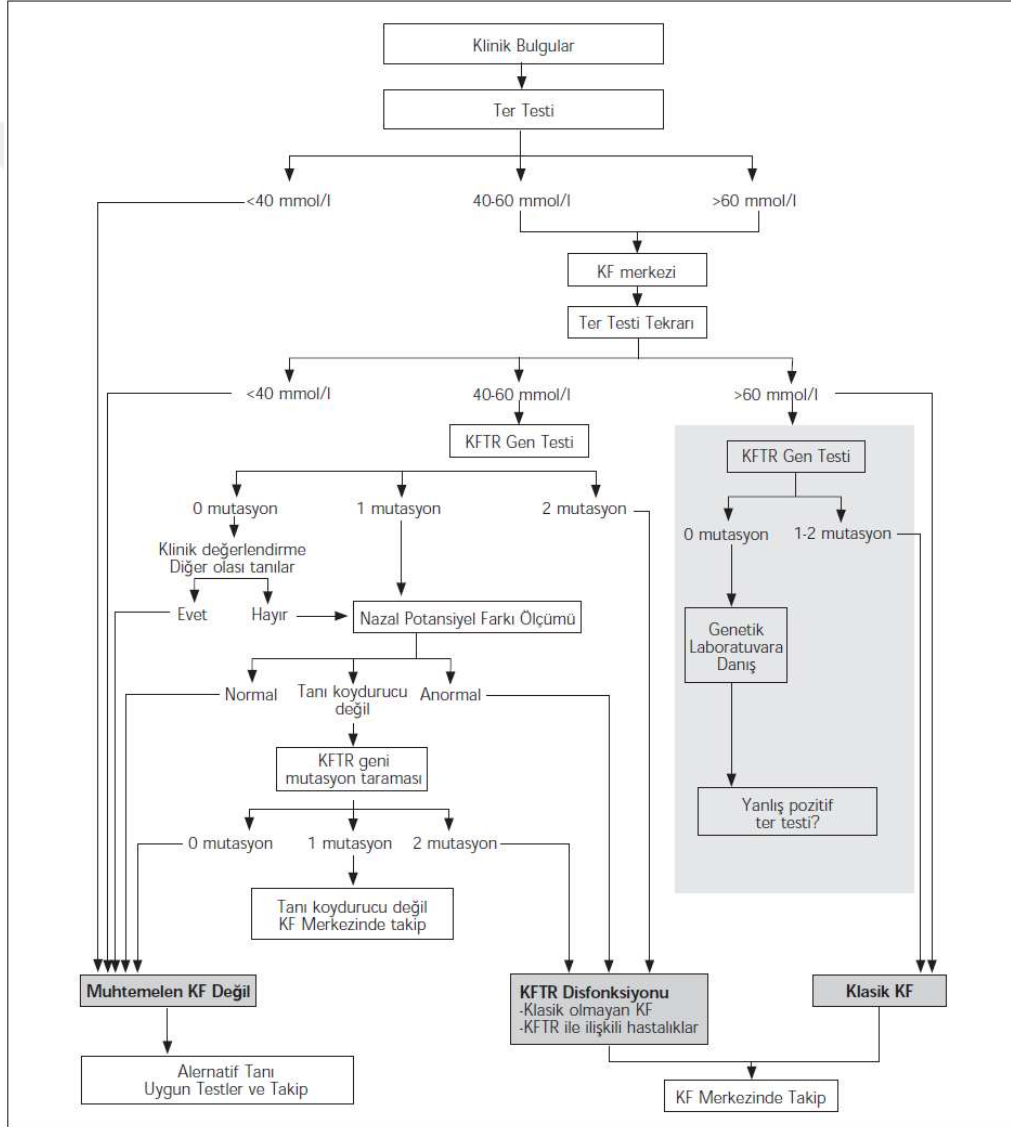 Klinik Bulgular
Ter Testi
<40 mmol/l
40-60 mmol/l
>60 mmol/l
KF merkezi
Ter Testi Tekrarı
<40 mmol/l
40-60 mmol/l
>60 mmol/l
KFTR Gen Testi
0 mutasyon
1 mutasyon
2 mutasyon
Klinik değerlendirme
Diğer olası tanılar
Evet
Hayır
Nazal Potansiyel Farkı Ölçümü
Normal
Tanı koydurucu
değil
Anormal
KFTR geni
mutasyon taraması
0 mutasyon
1 mutasyon
2 mutasyon
Tanı koydurucu değil
KF Merkezinde takip
KFTR Gen Testi
0 mutasyon
1-2 mutasyon
Genetik
Laboratuvara
Danış
Yanlış pozitif
ter testi?
Muhtemelen KF Değil
KFTR Disfonksiyonu
-Klasik olmayan KF
-KFTR ile ilişkili hastalıklar
Klasik KF
Alernatif Tanı
Uygun Testler ve Takip
KF Merkezinde Takip